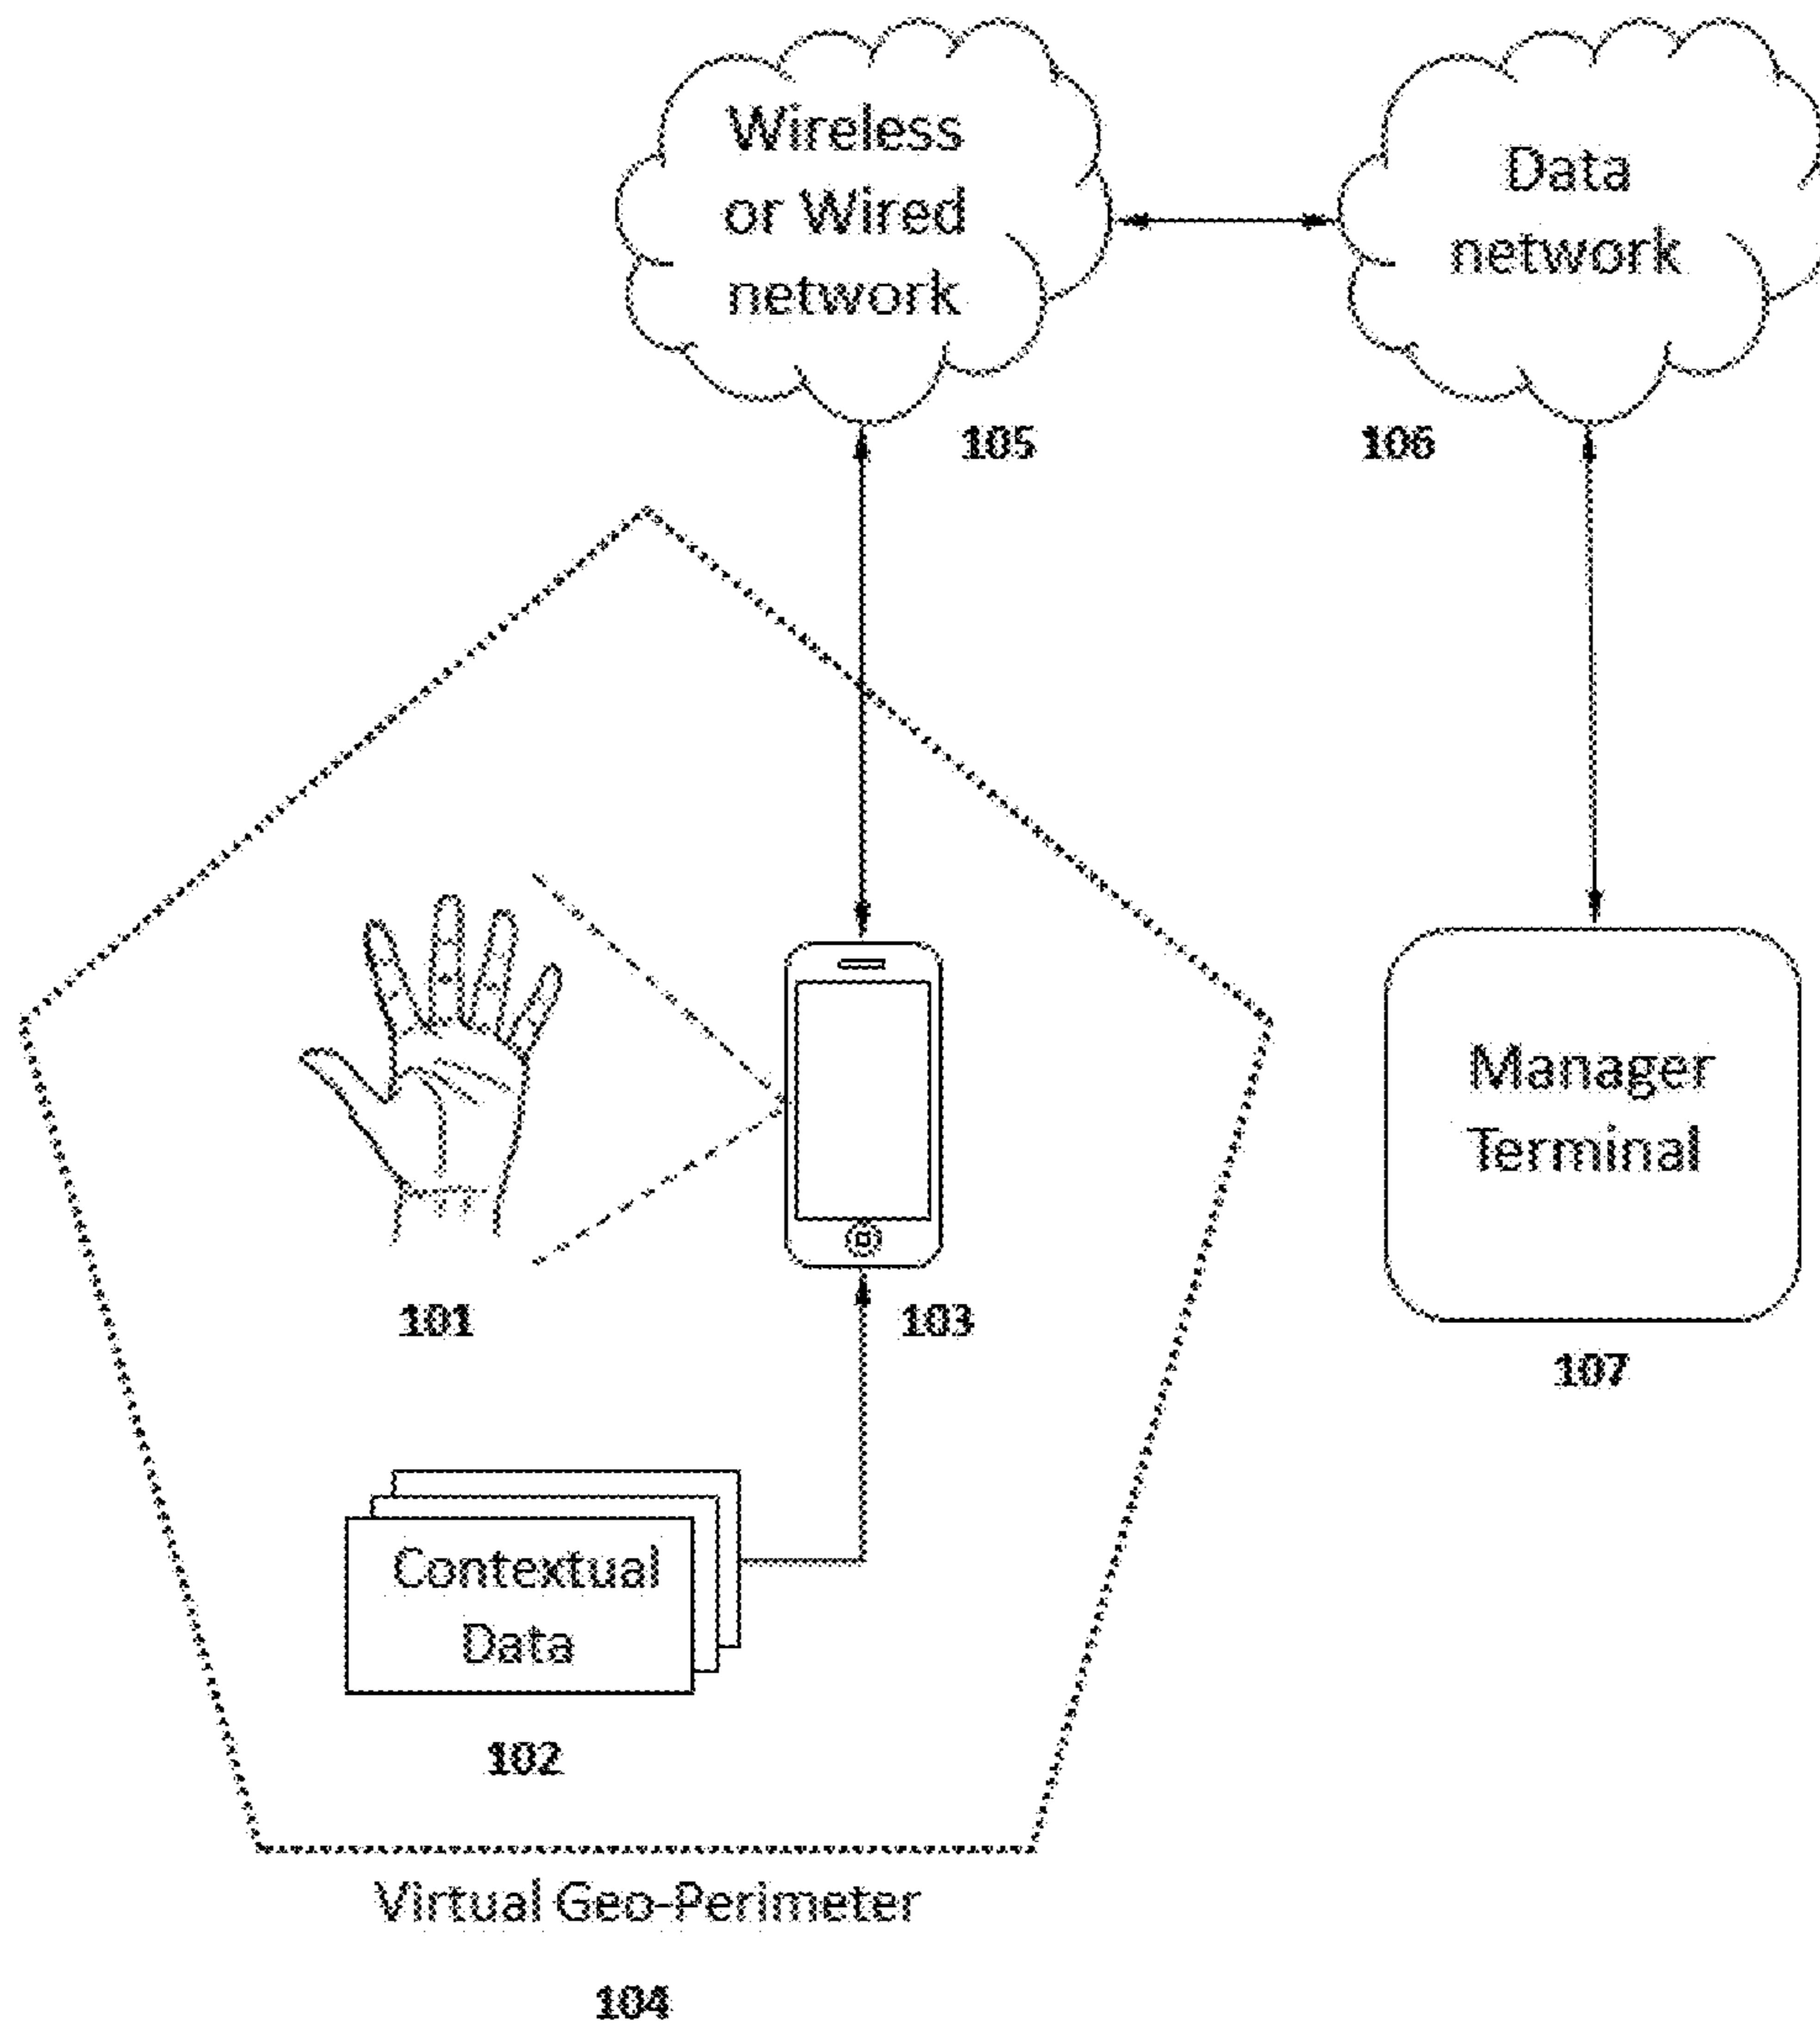 Wireless
or Wired
network
Data
network
105
106
101
103
Manager
Terminal
107
Contextual
Data
102
Virtual Geo-Perimeter
104